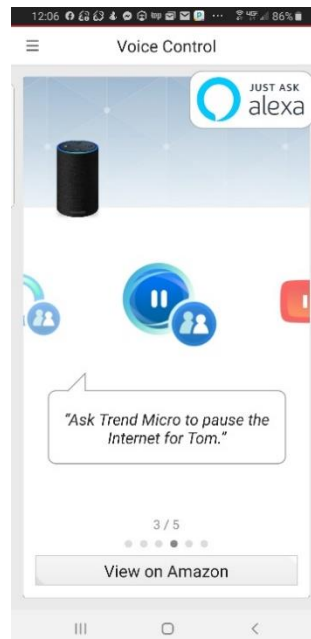 12:06
86%
Voice Control
JUST ASK
alexa
"Ask Trend Micro to pause the
Internet for Tom."
3 / 5
View on Amazon